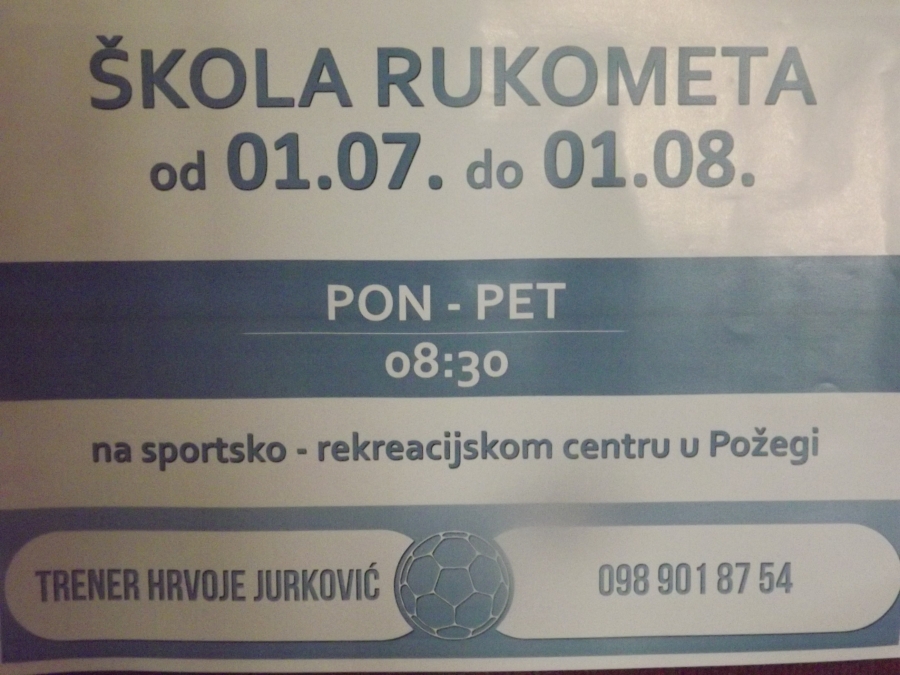 ŠKOLA RUKOMETA
od 01.07. do 01.08.
PON - PET
08:30
na sportsko - rekreacijskom centru u Požegi
TRENER HRVOJE JURKOVIĆ
098 901 87 54